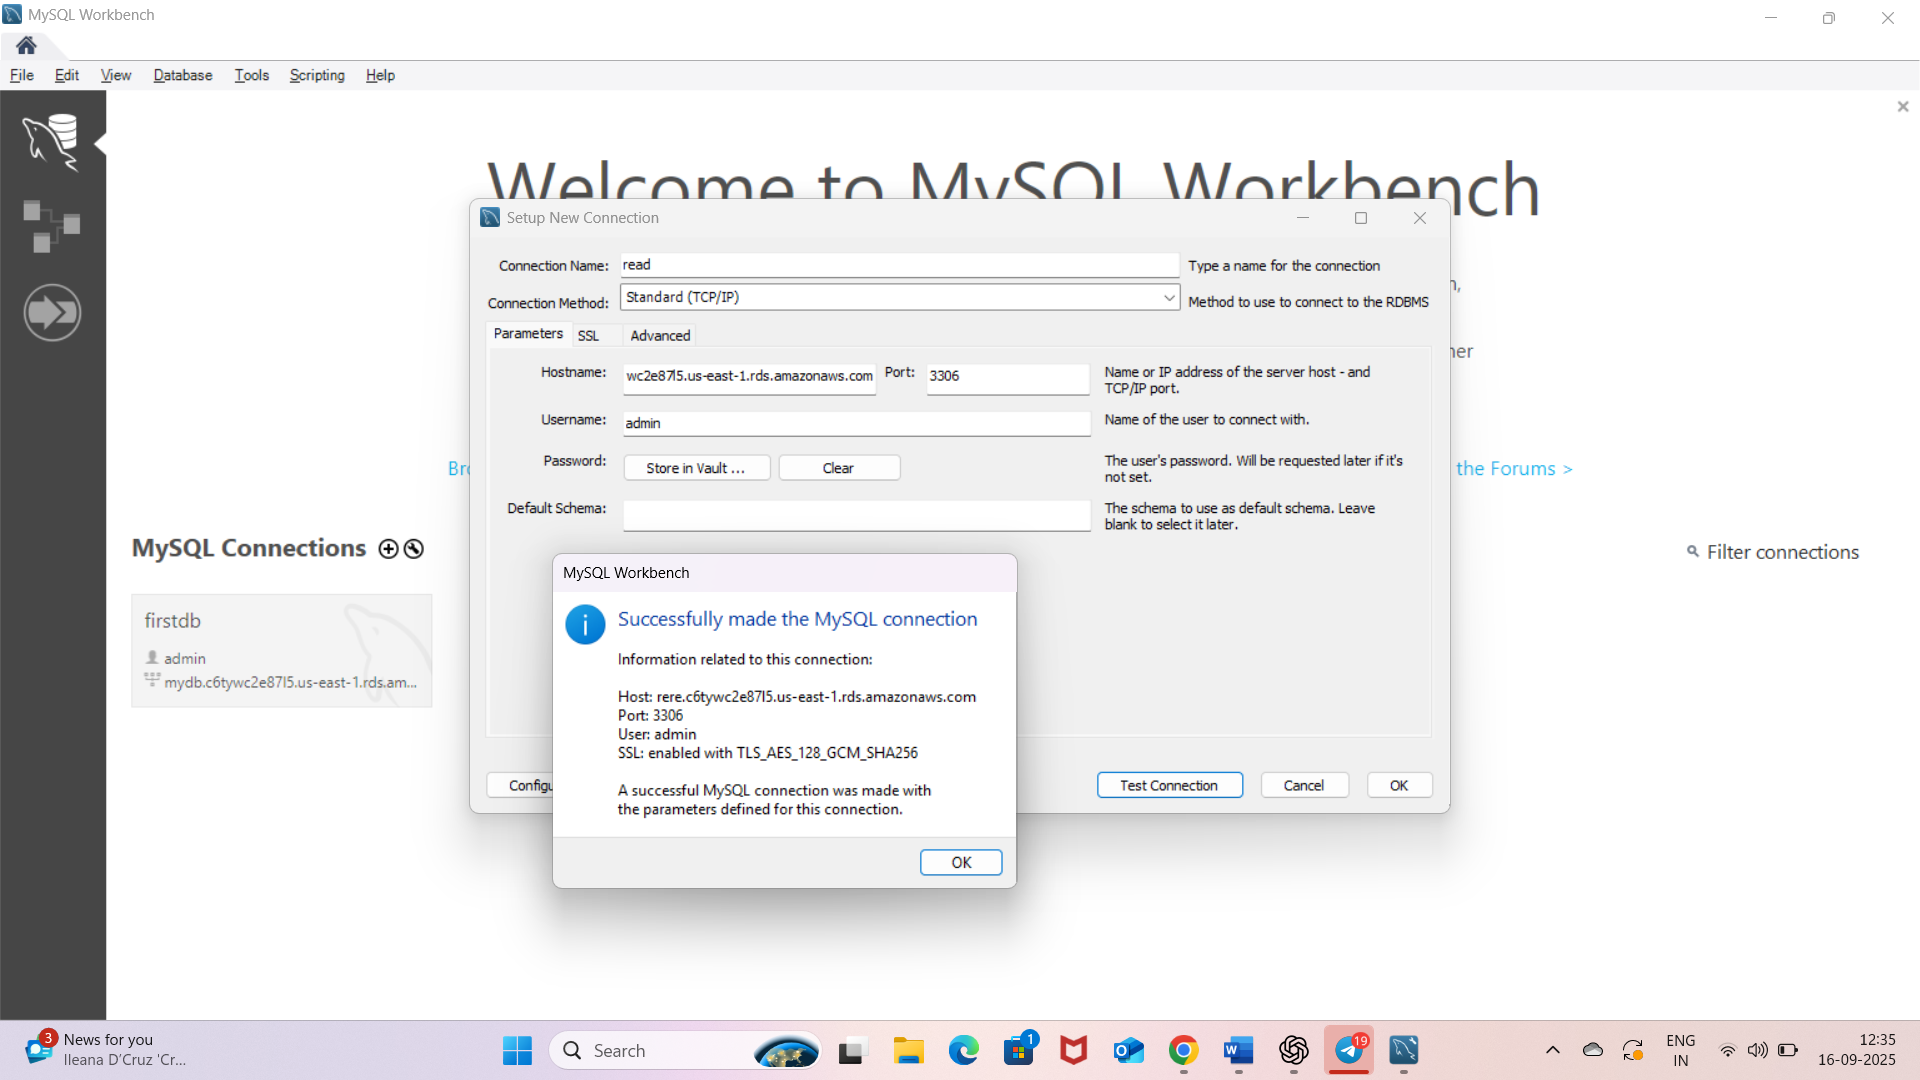 MySQL Workbench
File Edit View Database Tools Scripting Help
Welcome to MySQL Workbench
Setup New Connection
Connection Name: read Type a name for the connection
Connection Method: Standard (TCP/IP) Method to use to connect to the RDBMS
Parameters SSL Advanced
Hostname: wc2e87l5.us-east-1.rds.amazonaws.com Port: 3306 Name or IP address of the server host - and
TCP/IP port.
Username: admin Name of the user to connect with.
Password: Store in Vault ... Clear The user's password. Will be requested later if it's
not set.
the Forums >
Default Schema: The schema to use as default schema. Leave
blank to select it later.
MySQL Connections
Filter connections
firstdb
admin
mydb.c6tywc2e87l5.us-east-1.rds.am...
MySQL Workbench
Successfully made the MySQL connection
Information related to this connection:
Host: rere.c6tywc2e87l5.us-east-1.rds.amazonaws.com
Port: 3306
User: admin
SSL: enabled with TLS_AES_128_GCM_SHA256
A successful MySQL connection was made with
the parameters defined for this connection.
OK
Test Connection Cancel OK
3 News for you
Ileana D'Cruz 'Cr...
Search
1
19
ENG
IN
12:35
16-09-2025